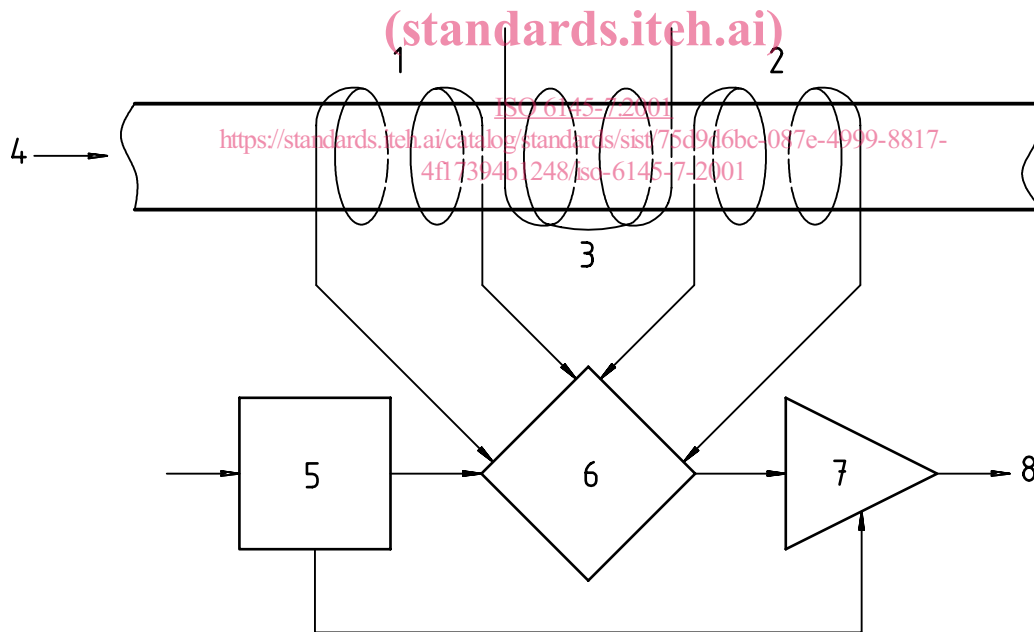 (standards.iteh.ai)
1
2
ISO 6145-7:2001
https://standards.iteh.ai/catalog/standards/sist/75d9d6bc-087e-4999-8817-
4f17394b1248/iso-6145-7-2001
4
3
5
6
7
8